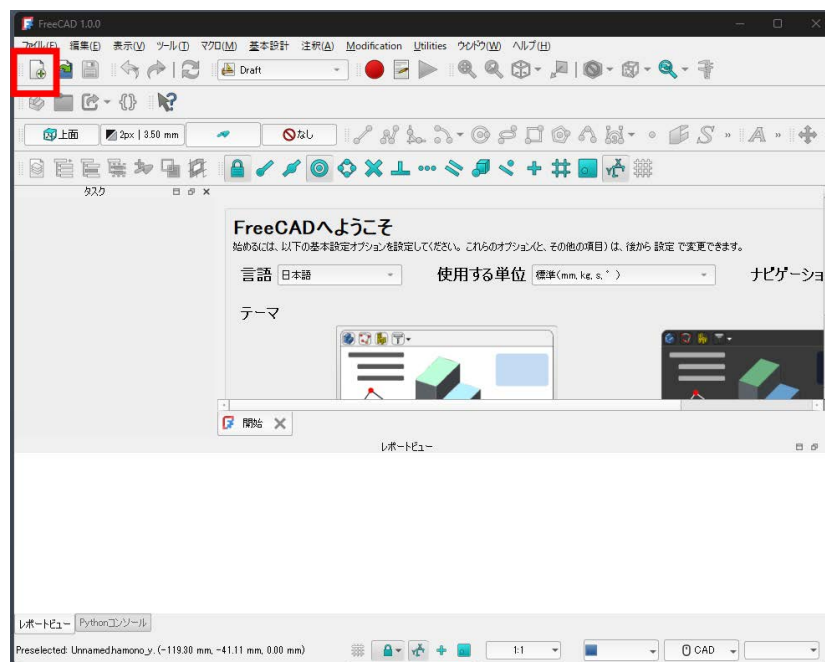 FreeCAD 1.0.0
ファイル(F) 編集(E) 表示(V) ツール(T) マクロ(M) 基本設計 注釈(A) Modification Utilities ウィンドウ(W) ヘルプ(H)
Draft
上面 2px | 3.50 mm なし
タスク
FreeCADへようこそ
始めるには、以下の基本設定オプションを設定してください。これらのオプション(と、その他の項目) は、後から 設定 で変更できます。
言語 日本語 使用する単位 標準(mm, kg, s, °) ナビゲーショ
テーマ
開始
レポートビュー
レポートビュー Pythonコンソール
Preselected: Unnamed.hamono_y. (-119.30 mm, -41.11 mm, 0.00 mm) 1:1 CAD